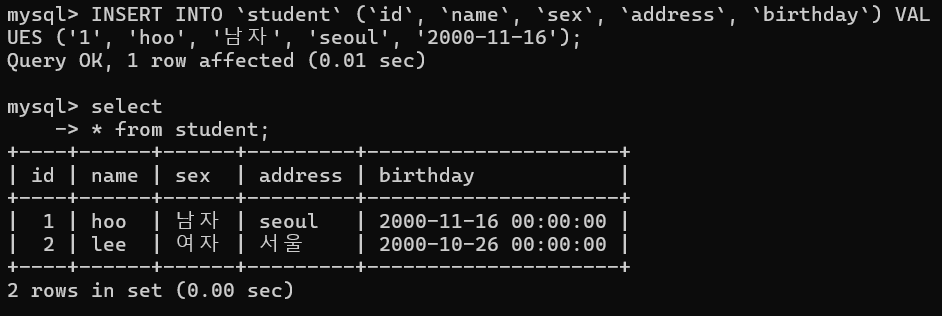 mysql> INSERT INTO `student` (`id`, `name`, `sex`, `address`, `birthday`) VAL
UES ('1', 'hoo', '남자', 'seoul', '2000-11-16');
Query OK, 1 row affected (0.01 sec)
mysql> select
    -> * from student;
+----+------+------+---------+---------------------+
| id | name | sex  | address | birthday            |
+----+------+------+---------+---------------------+
|  1 | hoo  | 남자 | seoul   | 2000-11-16 00:00:00 |
|  2 | lee  | 여자 | 서울    | 2000-10-26 00:00:00 |
+----+------+------+---------+---------------------+
2 rows in set (0.00 sec)